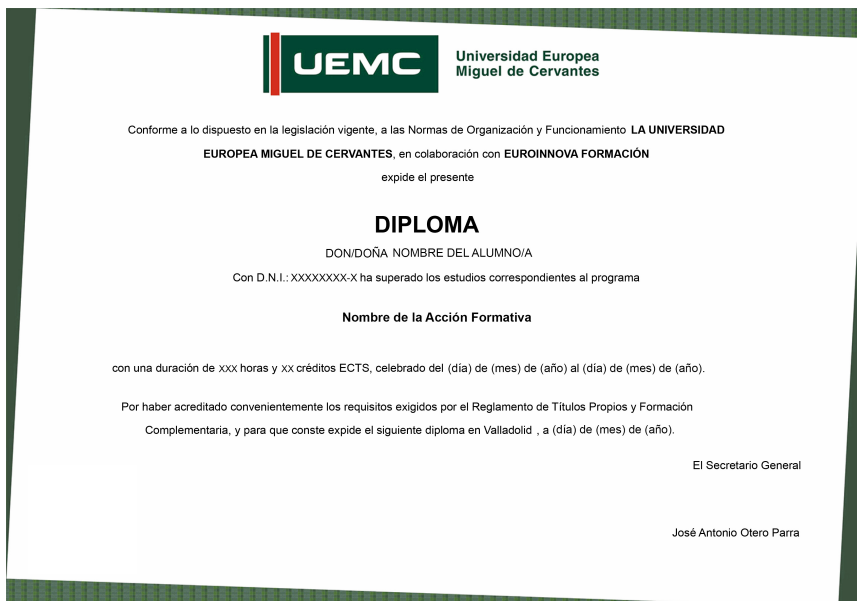 UEMC
Universidad Europea
Miguel de Cervantes
Conforme a lo dispuesto en la legislación vigente, a las Normas de Organización y Funcionamiento LA UNIVERSIDAD
EUROPEA MIGUEL DE CERVANTES, en colaboración con EUROINNOVA FORMACIÓN
expide el presente
DIPLOMA
DON/DOÑA NOMBRE DEL ALUMNO/A
Con D.N.I.: XXXXXXXX-X ha superado los estudios correspondientes al programa
Nombre de la Acción Formativa
con una duración de XXX horas y XX créditos ECTS, celebrado del (día) de (mes) de (año) al (día) de (mes) de (año).
Por haber acreditado convenientemente los requisitos exigidos por el Reglamento de Títulos Propios y Formación
Complementaria, y para que conste expide el siguiente diploma en Valladolid , a (día) de (mes) de (año).
El Secretario General
José Antonio Otero Parra